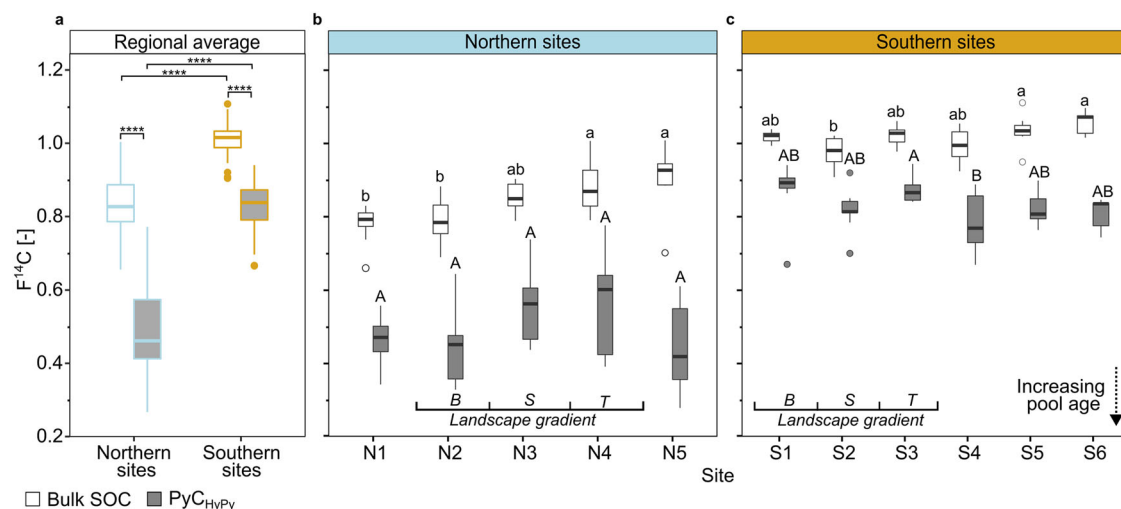 a
Regional average
b
Northern sites
c
Southern sites
F¹⁴C [-]
1.2
1.0
0.8
0.6
0.4
0.2
****
****
****
****
Northern sites
Southern sites
b
b
ab
a
a
A
A
A
A
A
B
S
T
Landscape gradient
N1
N2
N3
N4
N5
ab
b
ab
ab
a
a
AB
AB
A
B
AB
AB
B
S
T
Landscape gradient
Increasing
pool age
S1
S2
S3
S4
S5
S6
Site
Bulk SOC
PyC HyPy